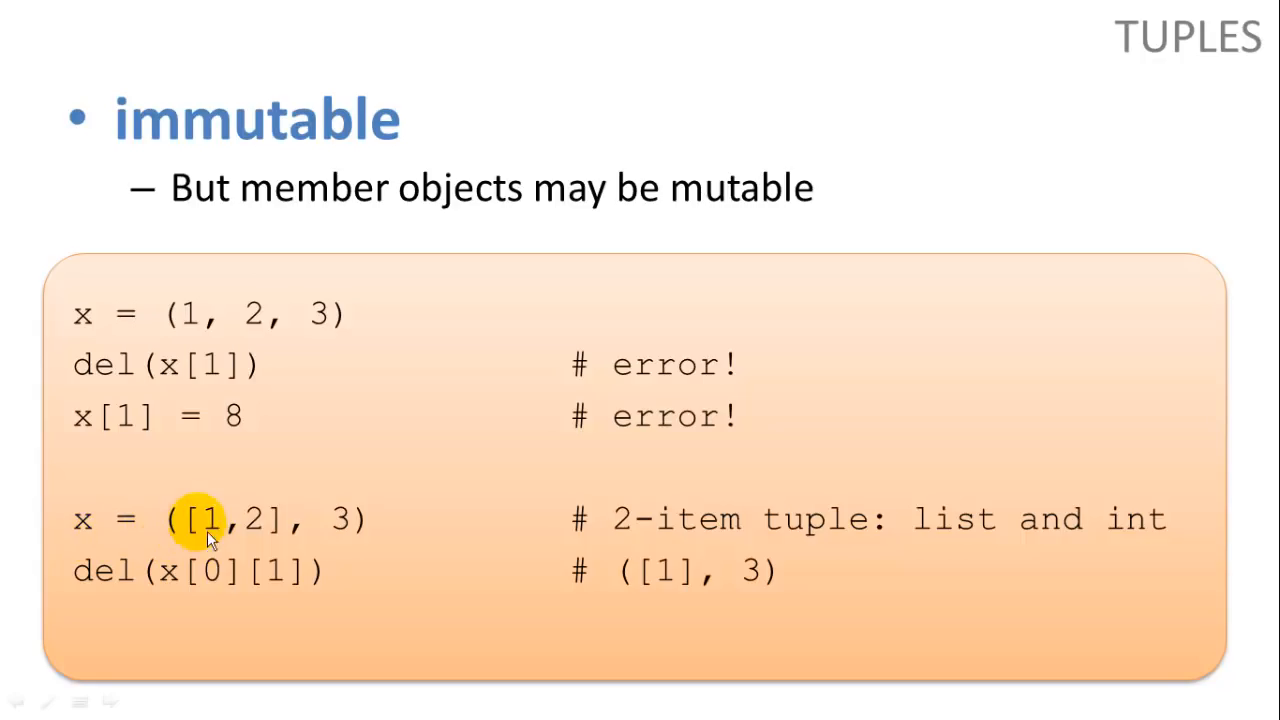 TUPLES
• immutable
– But member objects may be mutable
x = (1, 2, 3)
del(x[1]) # error!
x[1] = 8 # error!
x = ([1,2], 3) # 2-item tuple: list and int
del(x[0][1]) # ([1], 3)